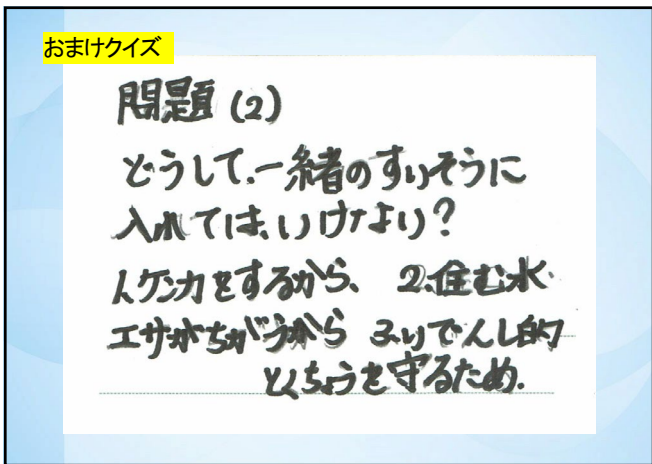 おまけクイズ
問題(2)
どうして、一緒のすいそうに
入れては、いけない?
1.ケンカをするから、 2.住む水.
エサがちがうから 3.いでんし的
とくちょうを守るため.